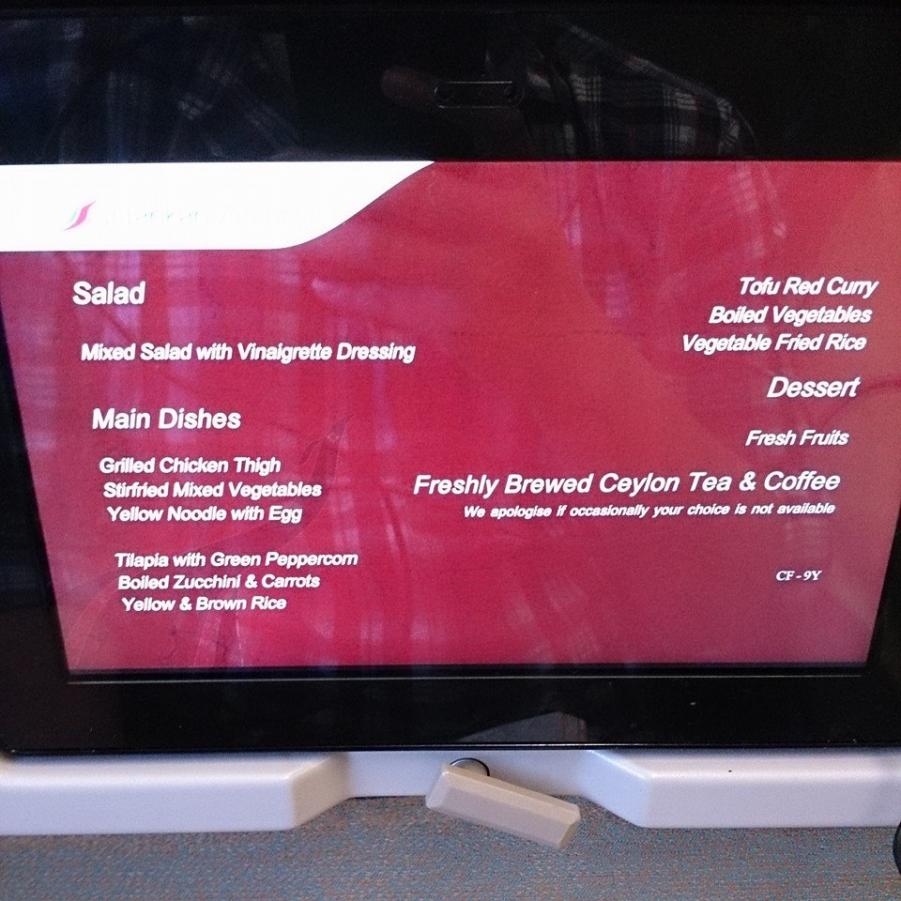 Salad
Mixed Salad with Vinaigrette Dressing
Main Dishes
Grilled Chicken Thigh
Stirfried Mixed Vegetables
Yellow Noodle with Egg
Tilapia with Green Peppercorn
Boiled Zucchini & Carrots
Yellow & Brown Rice
Tofu Red Curry
Boiled Vegetables
Vegetable Fried Rice
Dessert
Fresh Fruits
Freshly Brewed Ceylon Tea & Coffee
We apologise if occasionally your choice is not available
CF - 9Y